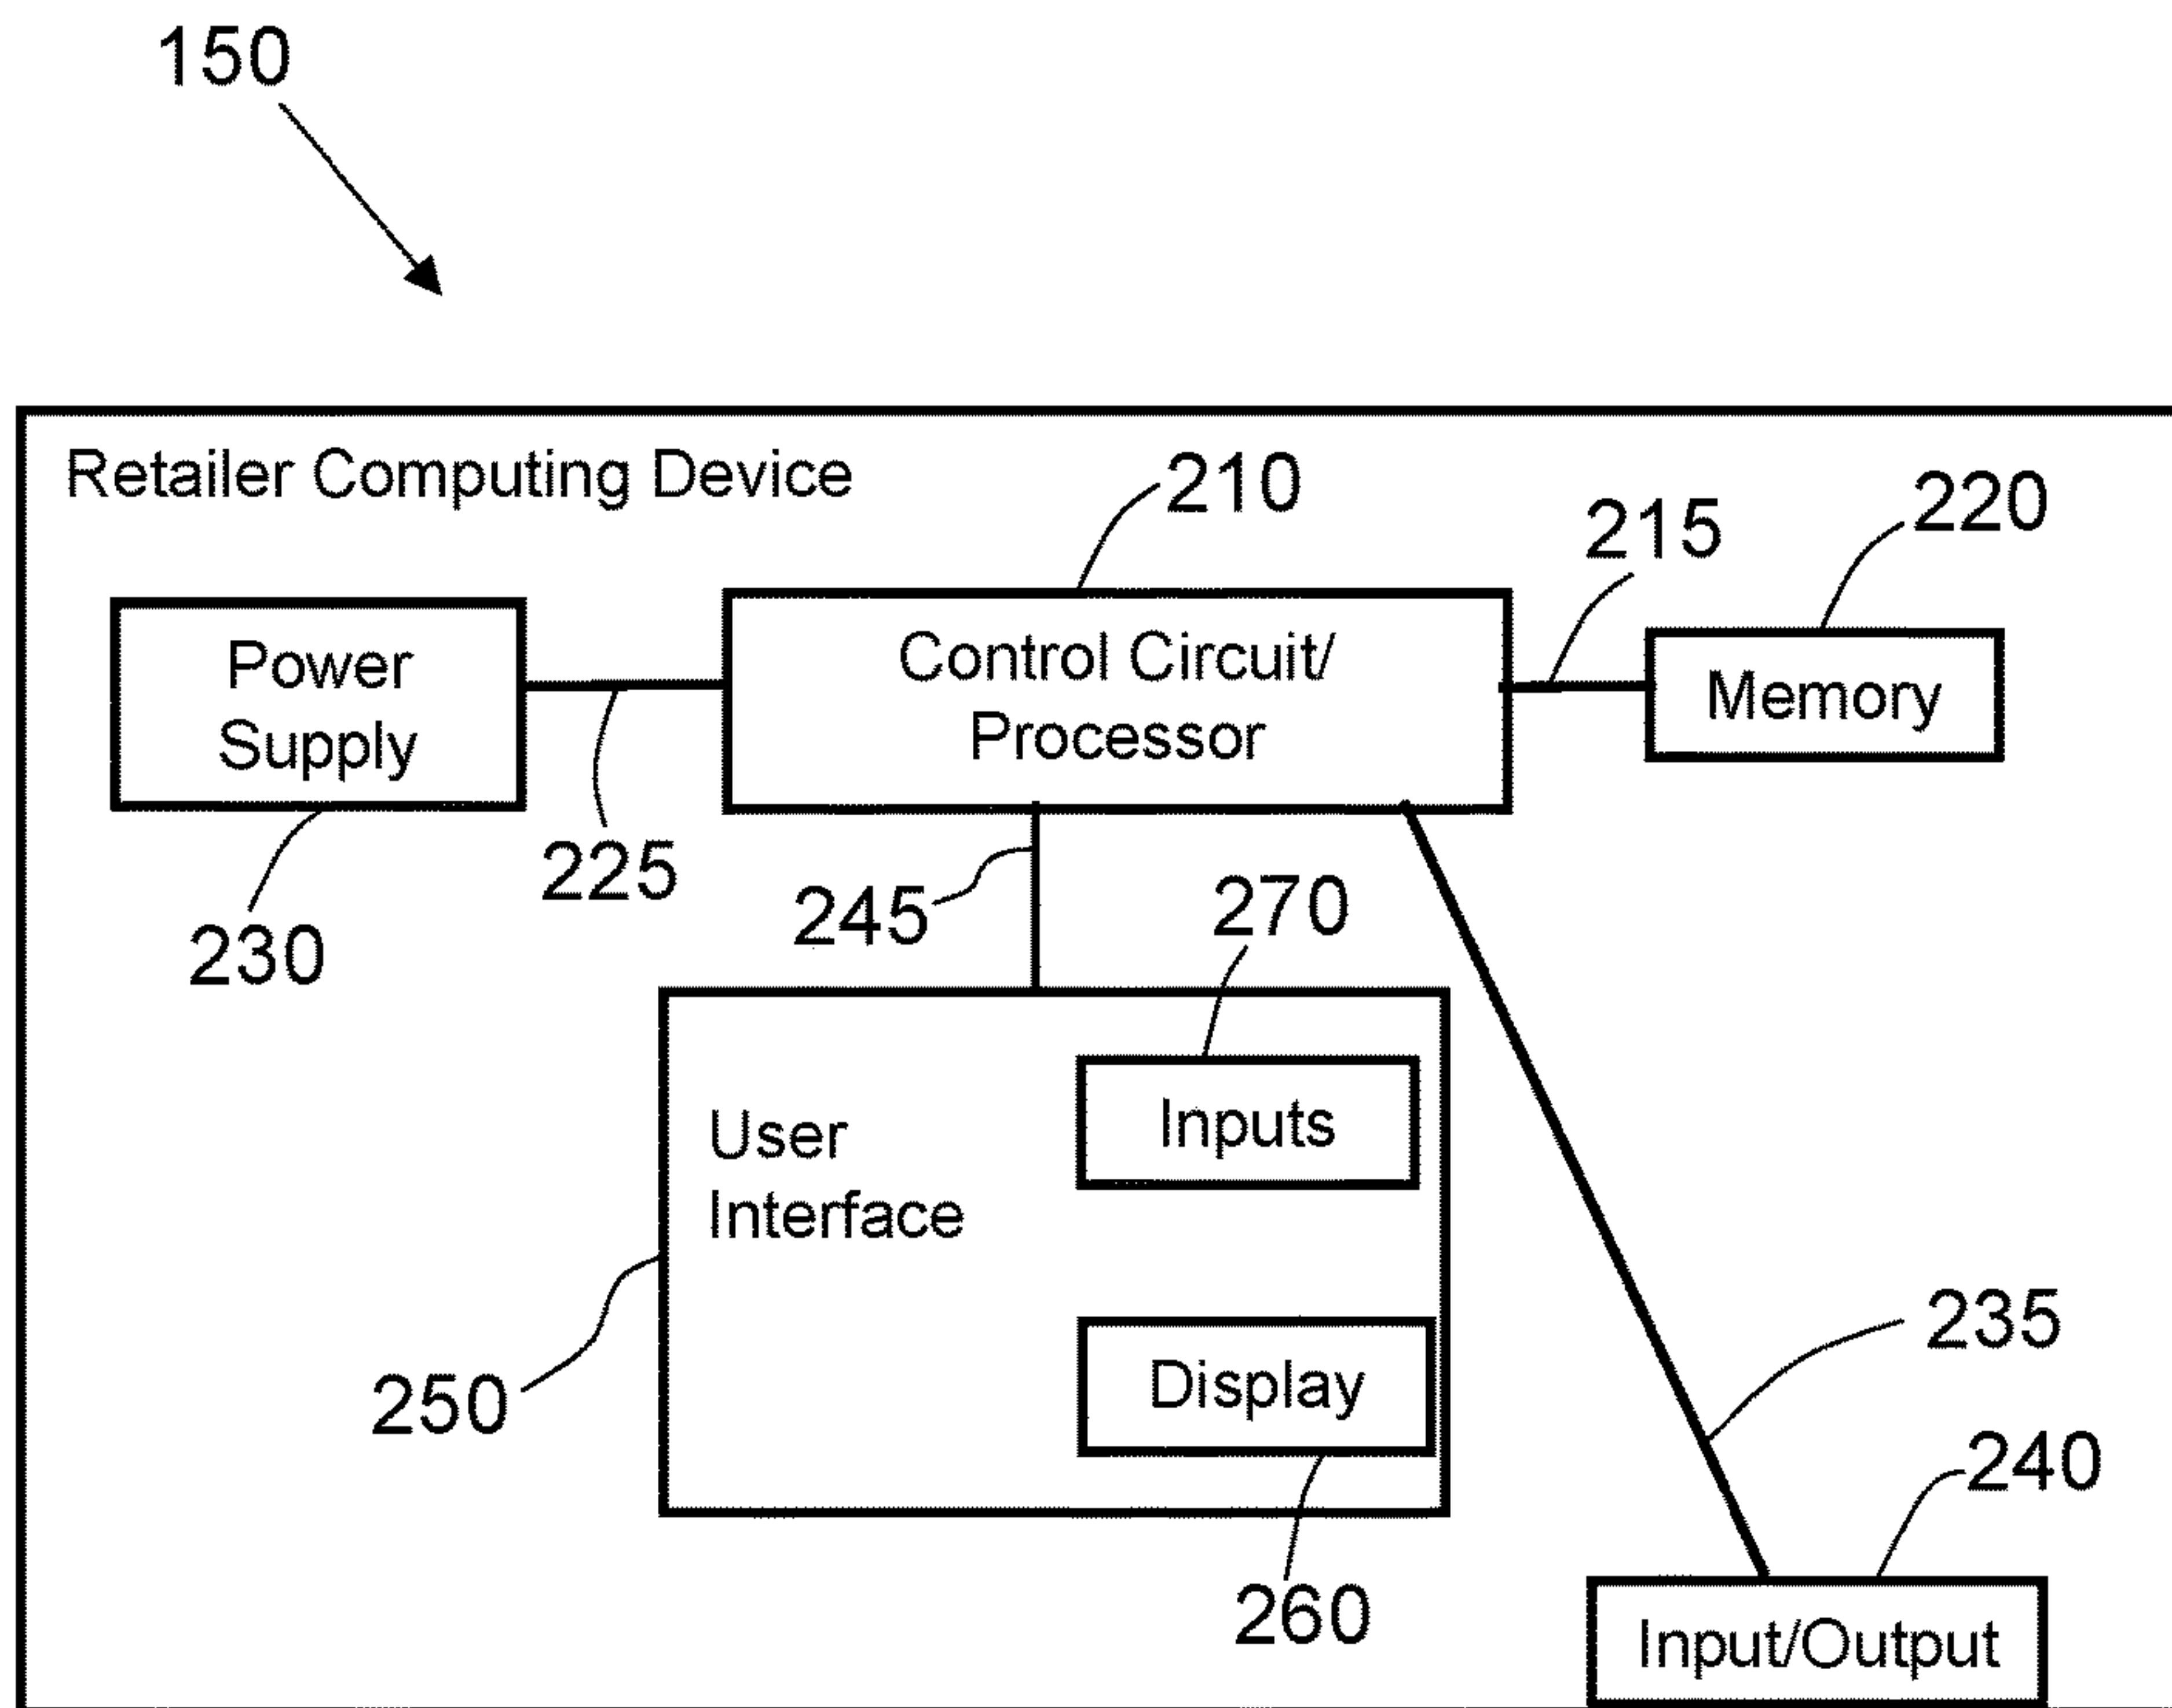 150
Retailer Computing Device
210
215
220
Power
Supply
Control Circuit/
Processor
Memory
225
230
245
270
User
Interface
Inputs
250
Display
235
240
260
Input/Output